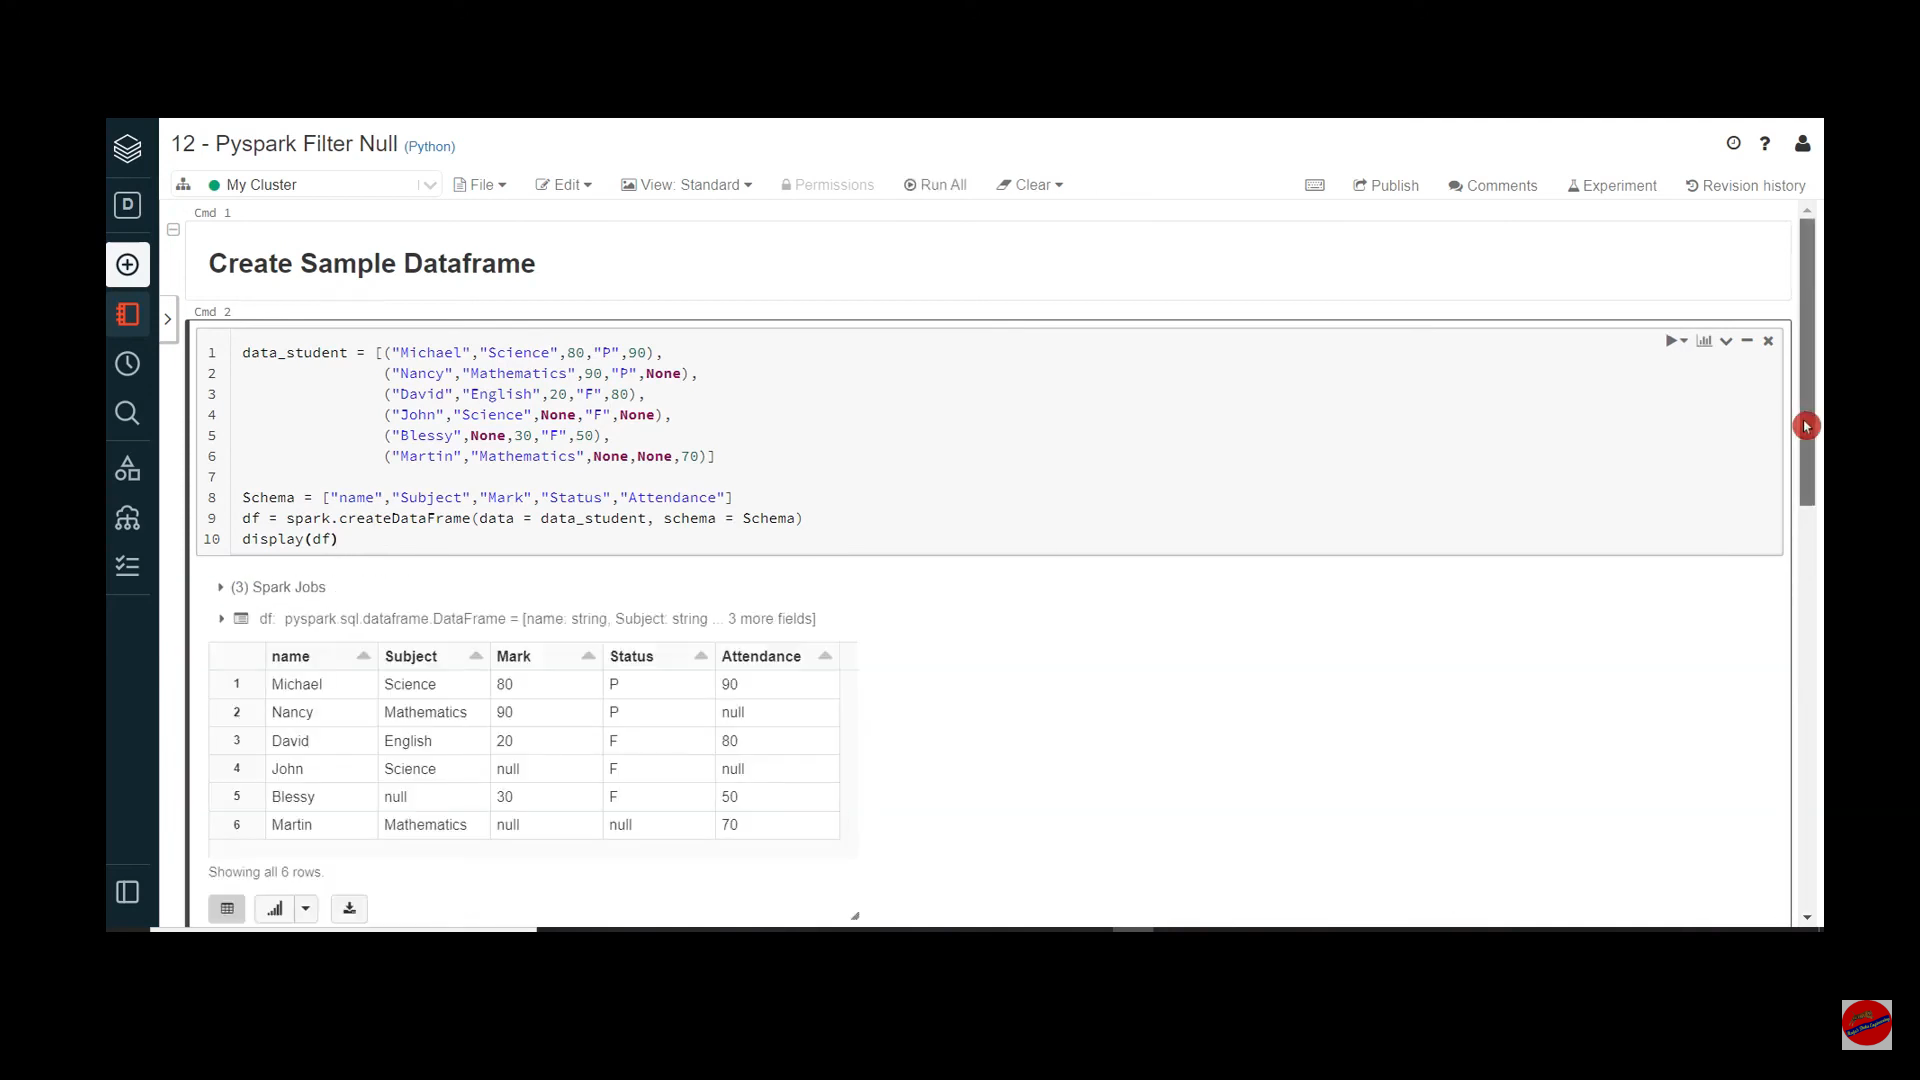 12 - Pyspark Filter Null (Python)
My Cluster File Edit View: Standard Permissions Run All Clear Publish Comments Experiment Revision history
Cmd 1
Create Sample Dataframe
Cmd 2
1 data_student = [("Michael","Science",80,"P",90),
2 ("Nancy","Mathematics",90,"P",None),
3 ("David","English",20,"F",80),
4 ("John","Science",None,"F",None),
5 ("Blessy",None,30,"F",50),
6 ("Martin","Mathematics",None,None,70)]
7
8 Schema = ["name","Subject","Mark","Status","Attendance"]
9 df = spark.createDataFrame(data = data_student, schema = Schema)
10 display(df)
(3) Spark Jobs
df: pyspark.sql.dataframe.DataFrame = [name: string, Subject: string ... 3 more fields]
name Subject Mark Status Attendance
1 Michael Science 80 P 90
2 Nancy Mathematics 90 P null
3 David English 20 F 80
4 John Science null F null
5 Blessy null 30 F 50
6 Martin Mathematics null null 70
Showing all 6 rows.